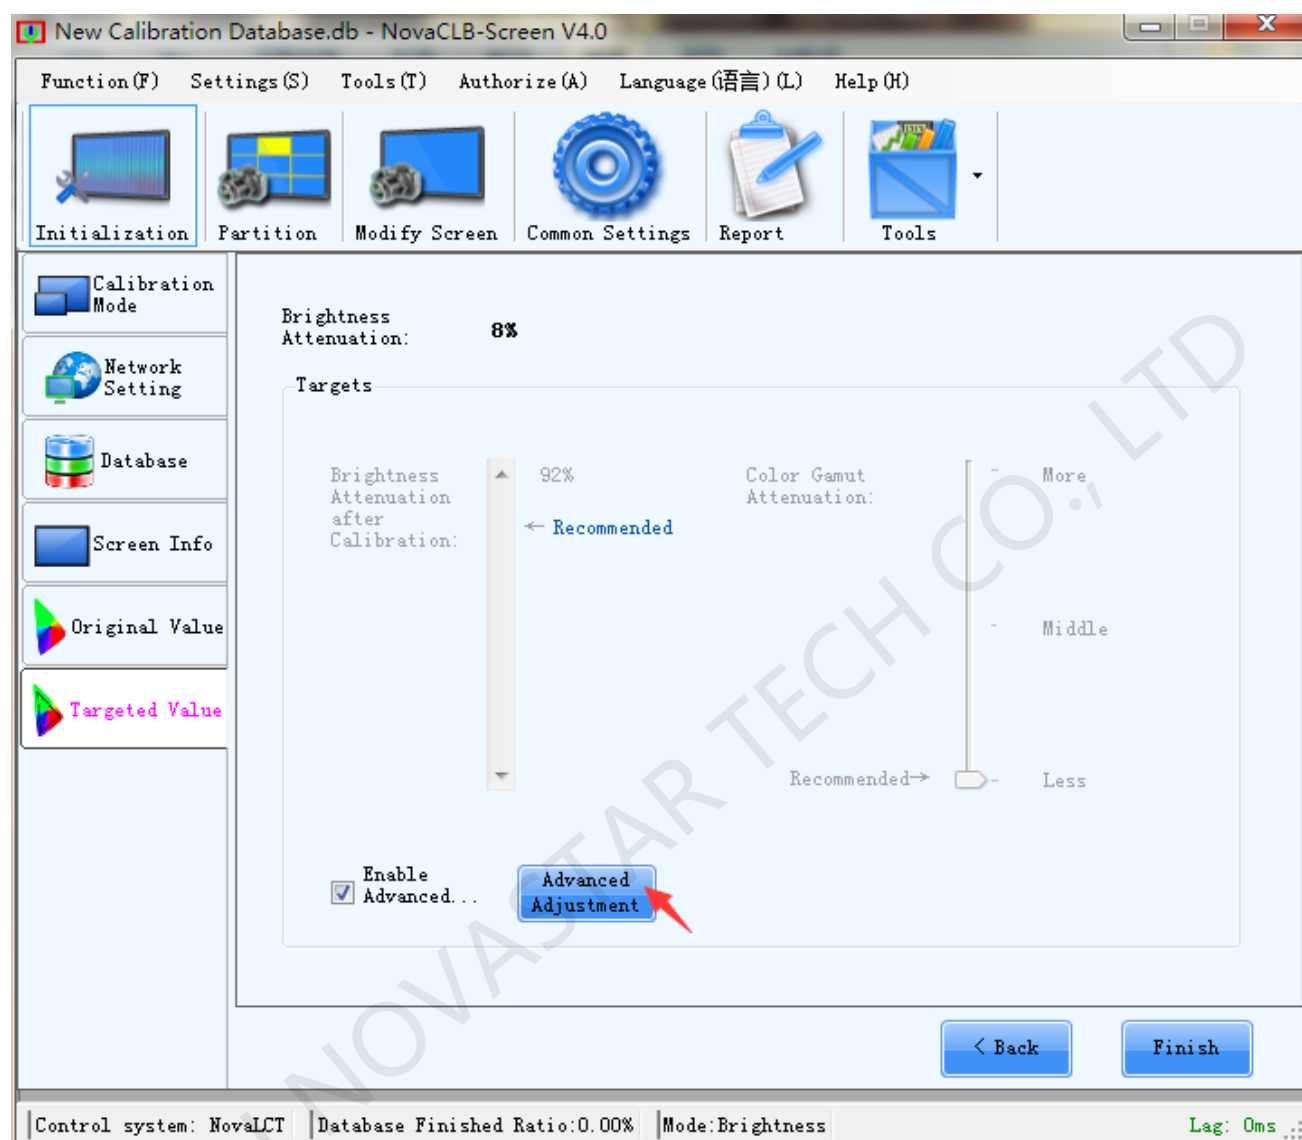 New Calibration Database.db - NovaCLB-Screen V4.0
Function(F) Settings(S) Tools(T) Authorize(A) Language(语言)(L) Help(H)
Initialization Partition Modify Screen Common Settings Report Tools
Calibration
Mode
Network
Setting
Database
Screen Info
Original Value
Targeted Value
Brightness
Attenuation:
8%
Targets
Brightness
Attenuation
after
Calibration:
92%
← Recommended
Color Gamut
Attenuation:
More
Middle
Recommended→
Less
Enable
Advanced...
Advanced
Adjustment
< Back
Finish
Control system: NovaLCT Database Finished Ratio:0.00% Mode:Brightness Lag: 0ms
NOVASTAR TECH CO., LTD